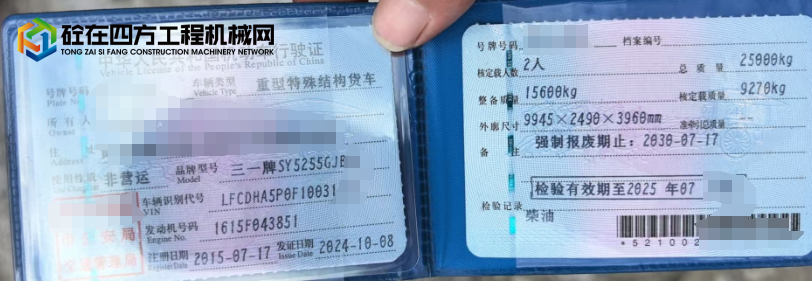 砼在四方工程机械网
TONG ZAI SI FANG CONSTRUCTION MACHINERY NETWORK
中华人民共和国机动车行驶证
Vehicle License of the People's Republic of China
号牌号码
Plate No.
车辆类型 重型特殊结构货车
Vehicle Type
所有人
Owner
住
Address
非营运
品牌型号 三一牌SY5255GJB
Model
车辆识别代号 LFCDHA5P0F10031
VIN
发动机号码 1615F043851
Engine No.
注册日期 2015-07-17 发证日期 2024-10-08
Register Date Issue Date
号牌号码 档案编号
核定载人数 2人 总质量 25000kg
整备质量 15600kg 核定载质量 9270kg
外廓尺寸 9945×2490×3960mm 准牵引总质量
备注 强制报废期止:2030-07-17
检验记录 检验有效期至2025年07
柴油
*521002